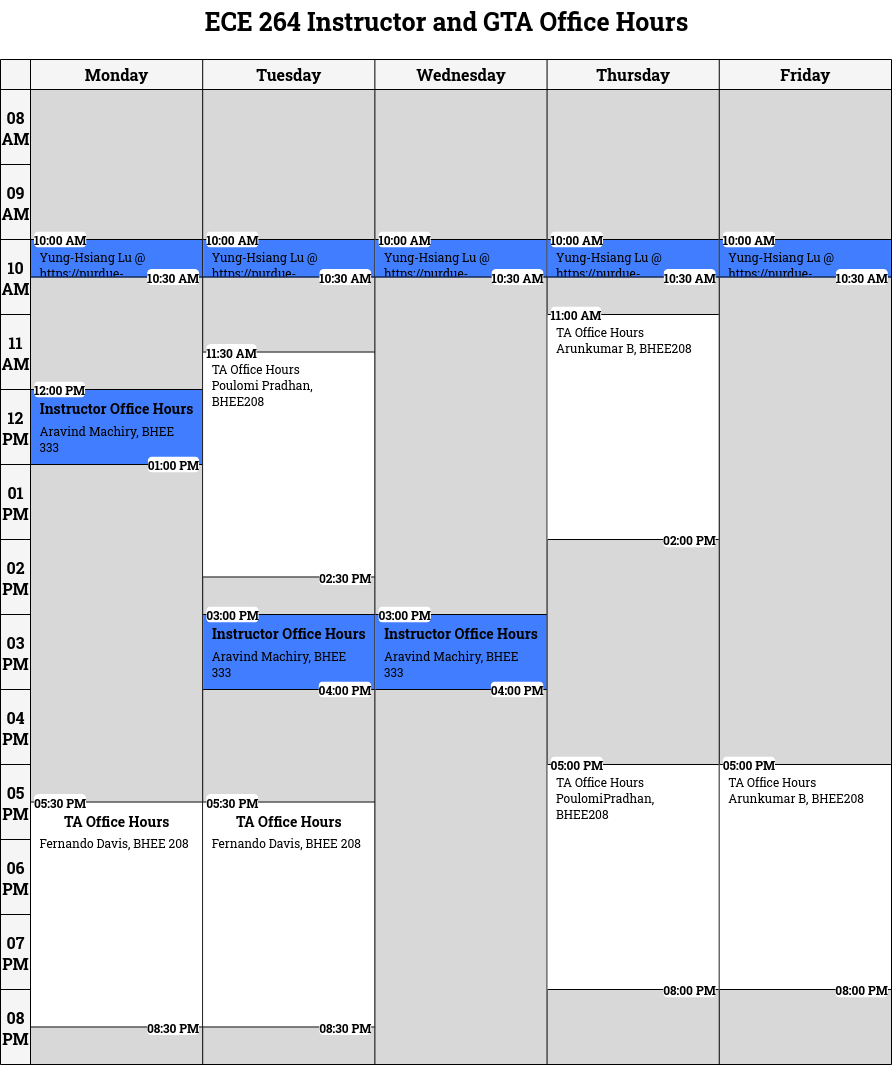 ECE 264 Instructor and GTA Office Hours
Monday
Tuesday
Wednesday
Thursday
Friday
08
AM
09
AM
10
AM
11
AM
12
PM
01
PM
02
PM
03
PM
04
PM
05
PM
06
PM
07
PM
08
PM
10:00 AM
Yung-Hsiang Lu @
https://purdue-
10:30 AM
12:00 PM
Instructor Office Hours
Aravind Machiry, BHEE
333
01:00 PM
05:30 PM
TA Office Hours
Fernando Davis, BHEE 208
08:30 PM
10:00 AM
Yung-Hsiang Lu @
https://purdue-
10:30 AM
11:30 AM
TA Office Hours
Poulomi Pradhan,
BHEE208
02:30 PM
03:00 PM
Instructor Office Hours
Aravind Machiry, BHEE
333
04:00 PM
05:30 PM
TA Office Hours
Fernando Davis, BHEE 208
08:30 PM
10:00 AM
Yung-Hsiang Lu @
https://purdue-
10:30 AM
03:00 PM
Instructor Office Hours
Aravind Machiry, BHEE
333
04:00 PM
10:00 AM
Yung-Hsiang Lu @
https://purdue-
10:30 AM
11:00 AM
TA Office Hours
Arunkumar B, BHEE208
02:00 PM
05:00 PM
TA Office Hours
PoulomiPradhan,
BHEE208
08:00 PM
10:00 AM
Yung-Hsiang Lu @
https://purdue-
10:30 AM
05:00 PM
TA Office Hours
Arunkumar B, BHEE208
08:00 PM